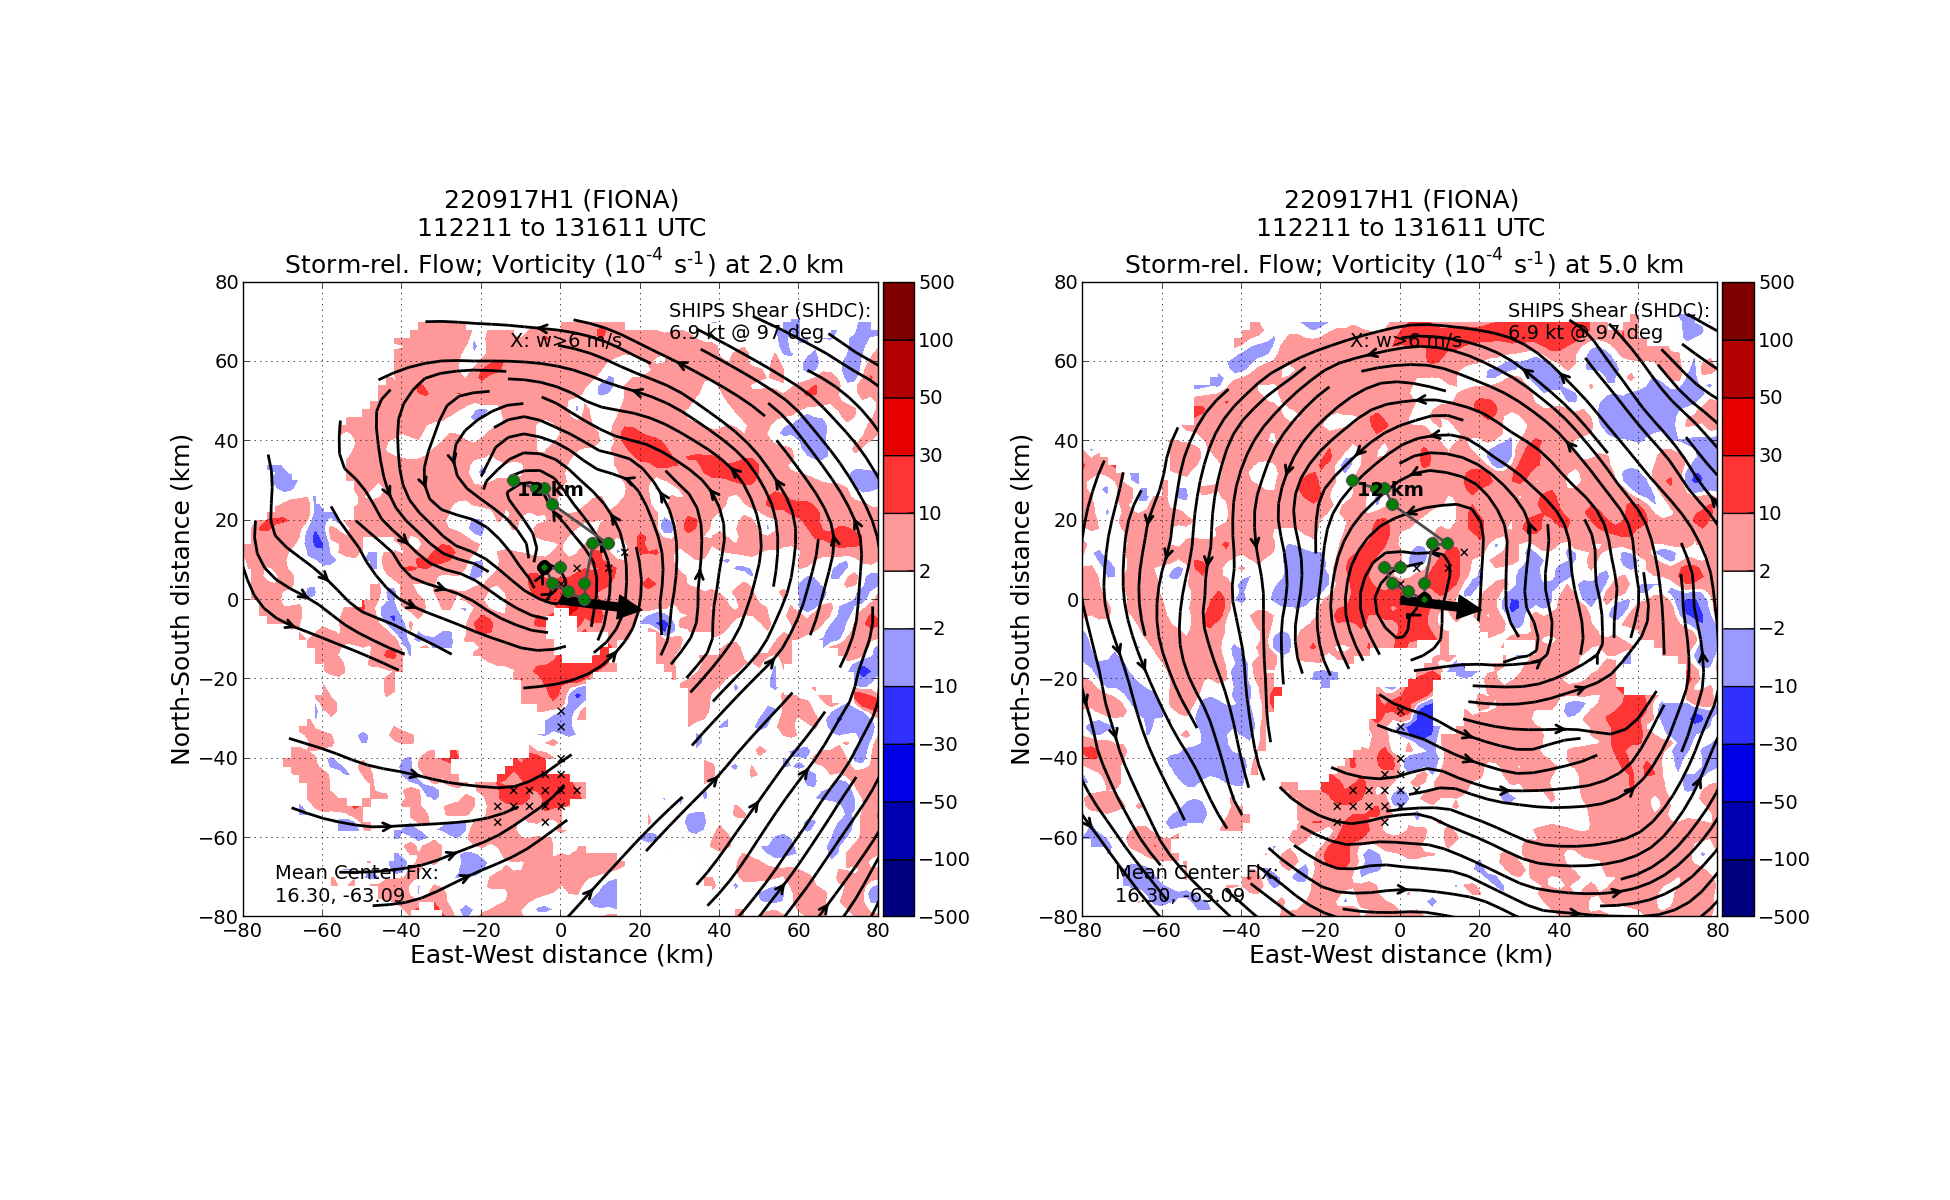 220917H1 (FIONA)
112211 to 131611 UTC
Storm-rel. Flow; Vorticity (10⁻⁴ s⁻¹) at 2.0 km
SHIPS Shear (SHDC):
6.9 kt @ 97 deg
X: w>6 m/s
12 km
Mean Center Fix:
16.30, -63.09
North-South distance (km)
80
60
40
20
0
−20
−40
−60
−80
−80 −60 −40 −20 0 20 40 60 80
East-West distance (km)
500
100
50
30
10
2
−2
−10
−30
−50
−100
−500
220917H1 (FIONA)
112211 to 131611 UTC
Storm-rel. Flow; Vorticity (10⁻⁴ s⁻¹) at 5.0 km
SHIPS Shear (SHDC):
6.9 kt @ 97 deg
X: w>6 m/s
12 km
Mean Center Fix:
16.30, -63.09
North-South distance (km)
80
60
40
20
0
−20
−40
−60
−80
−80 −60 −40 −20 0 20 40 60 80
East-West distance (km)
500
100
50
30
10
2
−2
−10
−30
−50
−100
−500